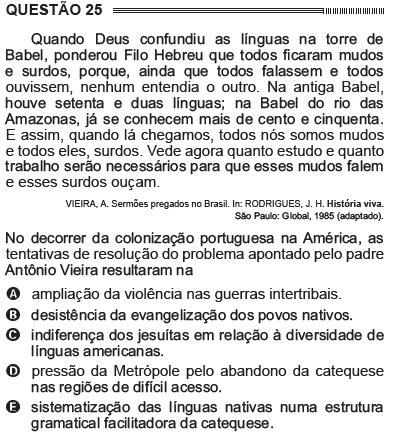 QUESTÃO 25
Quando Deus confundiu as línguas na torre de
Babel, ponderou Filo Hebreu que todos ficaram mudos
e surdos, porque, ainda que todos falassem e todos
ouvissem, nenhum entendia o outro. Na antiga Babel,
houve setenta e duas línguas; na Babel do rio das
Amazonas, já se conhecem mais de cento e cinquenta.
E assim, quando lá chegamos, todos nós somos mudos
e todos eles, surdos. Vede agora quanto estudo e quanto
trabalho serão necessários para que esses mudos falem
e esses surdos ouçam.
VIEIRA, A. Sermões pregados no Brasil. In: RODRIGUES, J. H. História viva.
São Paulo: Global, 1985 (adaptado).
No decorrer da colonização portuguesa na América, as
tentativas de resolução do problema apontado pelo padre
Antônio Vieira resultaram na
A ampliação da violência nas guerras intertribais.
B desistência da evangelização dos povos nativos.
C indiferença dos jesuítas em relação à diversidade de
línguas americanas.
D pressão da Metrópole pelo abandono da catequese
nas regiões de difícil acesso.
E sistematização das línguas nativas numa estrutura
gramatical facilitadora da catequese.